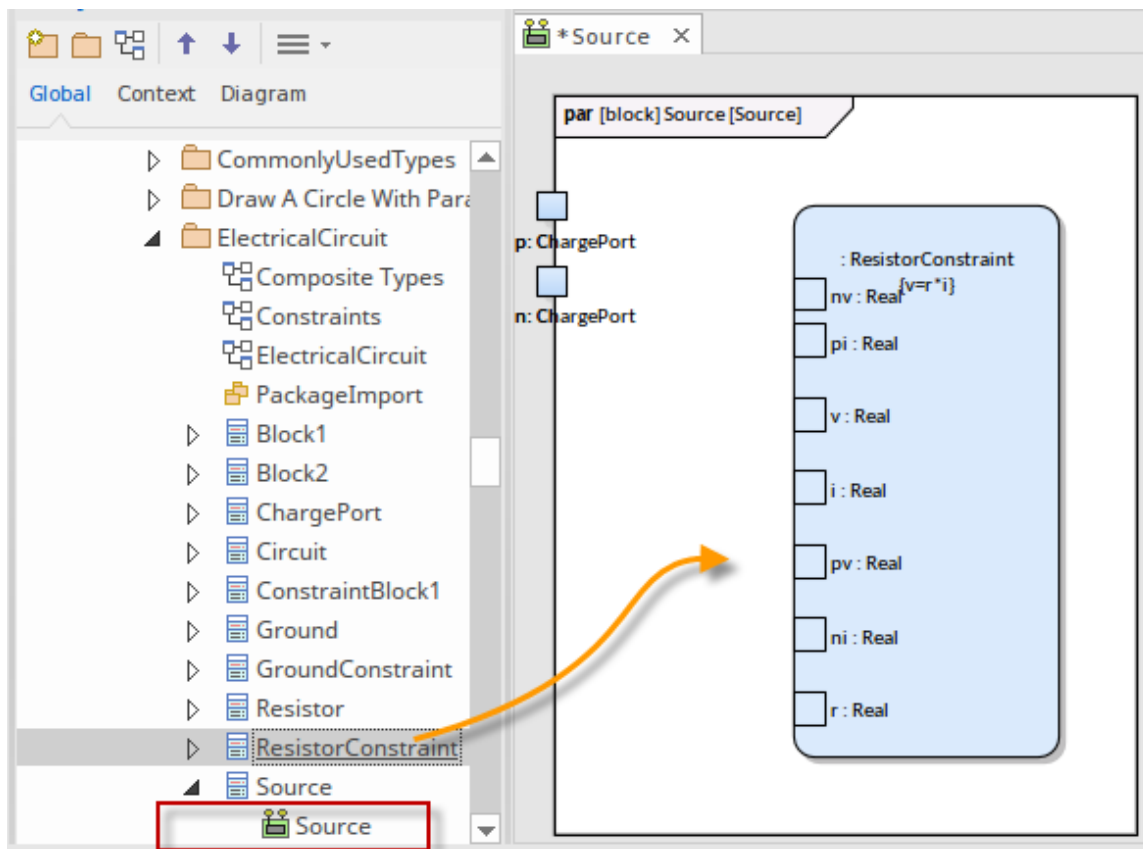 Global Context Diagram
CommonlyUsedTypes
Draw A Circle With Para
ElectricalCircuit
Composite Types
Constraints
ElectricalCircuit
PackageImport
Block1
Block2
ChargePort
Circuit
ConstraintBlock1
Ground
GroundConstraint
Resistor
ResistorConstraint
Source
Source
*Source
par [block] Source [Source]
p: ChargePort
n: ChargePort
: ResistorConstraint
{v=r*i}
nv : Real
pi : Real
v : Real
i : Real
pv : Real
ni : Real
r : Real